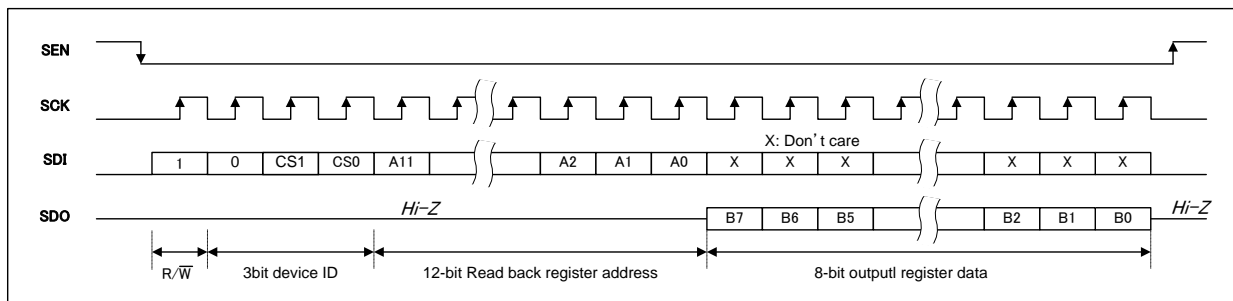 SEN
SCK
X: Don't care
SDI 1 0 CS1 CS0 A11 A2 A1 A0 X X X X X X
Hi-Z Hi-Z
SDO B7 B6 B5 B2 B1 B0
R/W̅ 3bit device ID 12-bit Read back register address 8-bit outputl register data